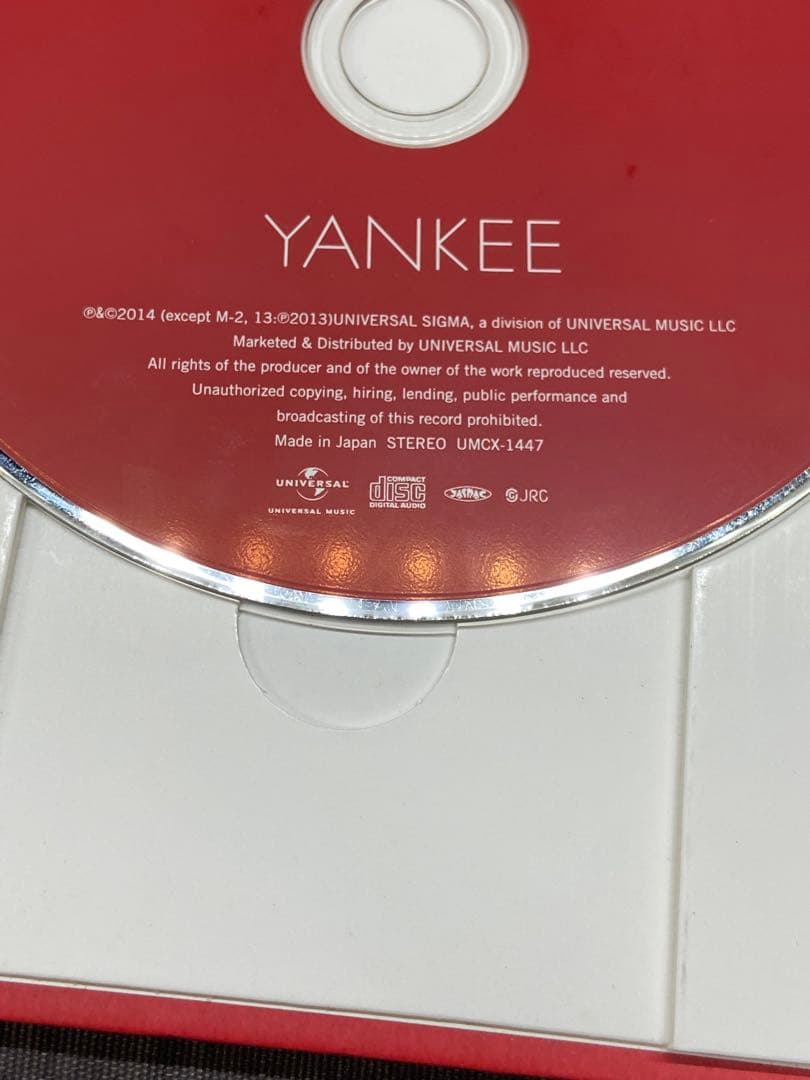 YANKEE
℗&©2014 (except M-2, 13:℗2013)UNIVERSAL SIGMA, a division of UNIVERSAL MUSIC LLC
Marketed & Distributed by UNIVERSAL MUSIC LLC
All rights of the producer and of the owner of the work reproduced reserved.
Unauthorized copying, hiring, lending, public performance and
broadcasting of this record prohibited.
Made in Japan STEREO UMCX-1447
UNIVERSAL
UNIVERSAL MUSIC
COMPACT
disc
DIGITAL AUDIO
JASRAC
JRC